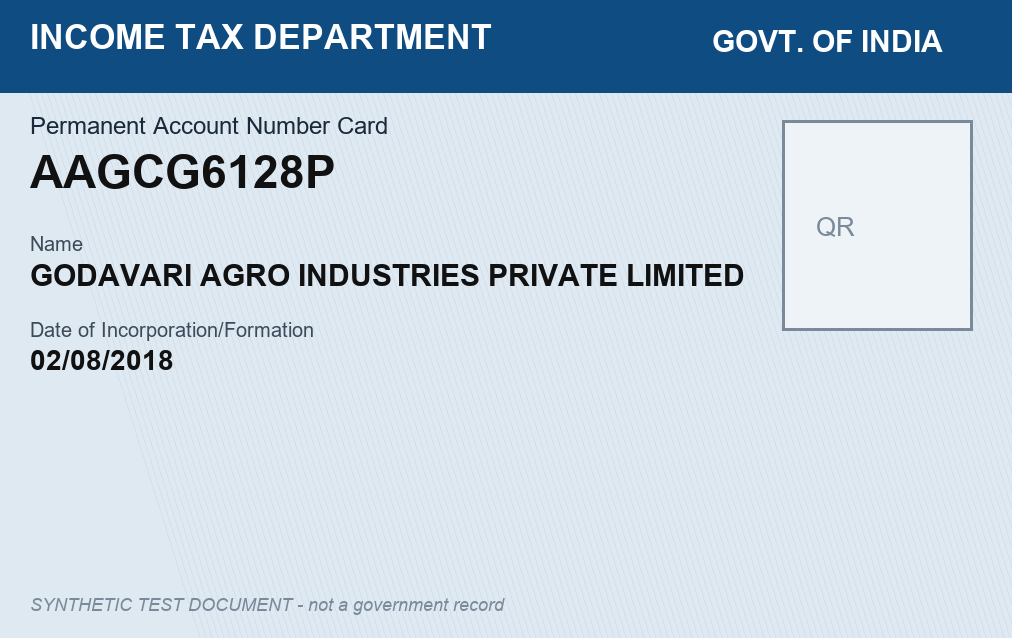 INCOME TAX DEPARTMENT
GOVT. OF INDIA
Permanent Account Number Card
AAGCG6128P
Name
GODAVARI AGRO INDUSTRIES PRIVATE LIMITED
Date of Incorporation/Formation
02/08/2018
QR
SYNTHETIC TEST DOCUMENT - not a government record